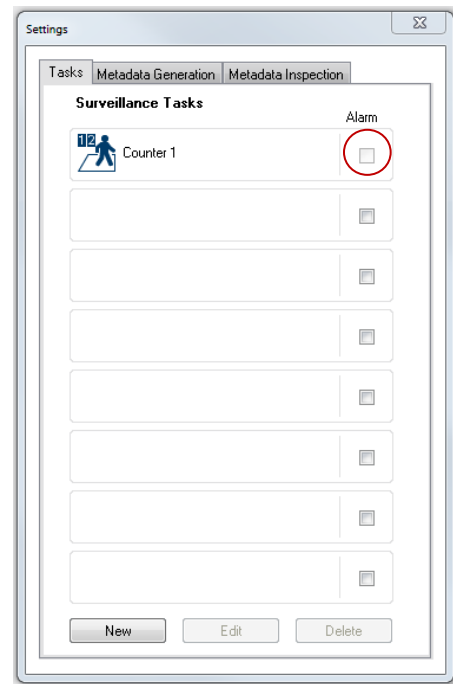 Settings
Tasks Metadata Generation Metadata Inspection
Surveillance Tasks
Alarm
12
Counter 1
New Edit Delete